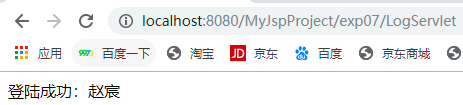 localhost:8080/MyJspProject/exp07/LogServlet
应用 百度一下 淘宝 JD 京东 百度 京东商城
登陆成功：赵宸